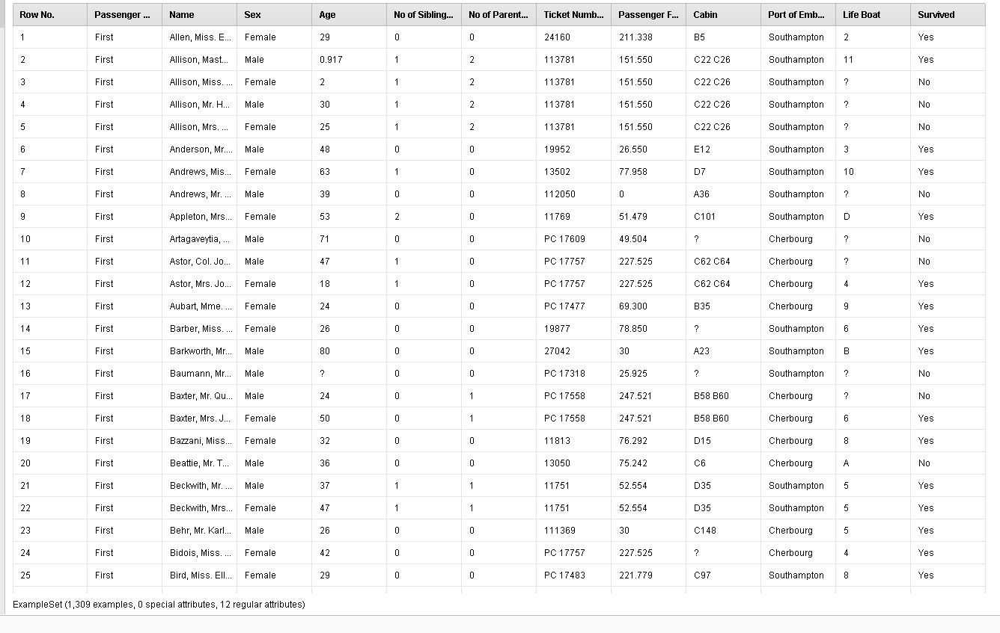 Row No. Passenger ... Name Sex Age No of Sibling... No of Parent... Ticket Numb... Passenger F... Cabin Port of Emb... Life Boat Survived
1 First Allen, Miss. E... Female 29 0 0 24160 211.338 B5 Southampton 2 Yes
2 First Allison, Mast... Male 0.917 1 2 113781 151.550 C22 C26 Southampton 11 Yes
3 First Allison, Miss. ... Female 2 1 2 113781 151.550 C22 C26 Southampton ? No
4 First Allison, Mr. H... Male 30 1 2 113781 151.550 C22 C26 Southampton ? No
5 First Allison, Mrs. ... Female 25 1 2 113781 151.550 C22 C26 Southampton ? No
6 First Anderson, Mr.... Male 48 0 0 19952 26.550 E12 Southampton 3 Yes
7 First Andrews, Mis... Female 63 1 0 13502 77.958 D7 Southampton 10 Yes
8 First Andrews, Mr. ... Male 39 0 0 112050 0 A36 Southampton ? No
9 First Appleton, Mrs... Female 53 2 0 11769 51.479 C101 Southampton D Yes
10 First Artagaveytia, ... Male 71 0 0 PC 17609 49.504 ? Cherbourg ? No
11 First Astor, Col. Jo... Male 47 1 0 PC 17757 227.525 C62 C64 Cherbourg ? No
12 First Astor, Mrs. Jo... Female 18 1 0 PC 17757 227.525 C62 C64 Cherbourg 4 Yes
13 First Aubart, Mme. ... Female 24 0 0 PC 17477 69.300 B35 Cherbourg 9 Yes
14 First Barber, Miss. ... Female 26 0 0 19877 78.850 ? Southampton 6 Yes
15 First Barkworth, Mr... Male 80 0 0 27042 30 A23 Southampton B Yes
16 First Baumann, Mr... Male ? 0 0 PC 17318 25.925 ? Southampton ? No
17 First Baxter, Mr. Qu... Male 24 0 1 PC 17558 247.521 B58 B60 Cherbourg ? No
18 First Baxter, Mrs. J... Female 50 0 1 PC 17558 247.521 B58 B60 Cherbourg 6 Yes
19 First Bazzani, Miss... Female 32 0 0 11813 76.292 D15 Cherbourg 8 Yes
20 First Beattie, Mr. T... Male 36 0 0 13050 75.242 C6 Cherbourg A No
21 First Beckwith, Mr. ... Male 37 1 1 11751 52.554 D35 Southampton 5 Yes
22 First Beckwith, Mrs... Female 47 1 1 11751 52.554 D35 Southampton 5 Yes
23 First Behr, Mr. Karl... Male 26 0 0 111369 30 C148 Cherbourg 5 Yes
24 First Bidois, Miss. ... Female 42 0 0 PC 17757 227.525 ? Cherbourg 4 Yes
25 First Bird, Miss. Ell... Female 29 0 0 PC 17483 221.779 C97 Southampton 8 Yes
ExampleSet (1,309 examples, 0 special attributes, 12 regular attributes)